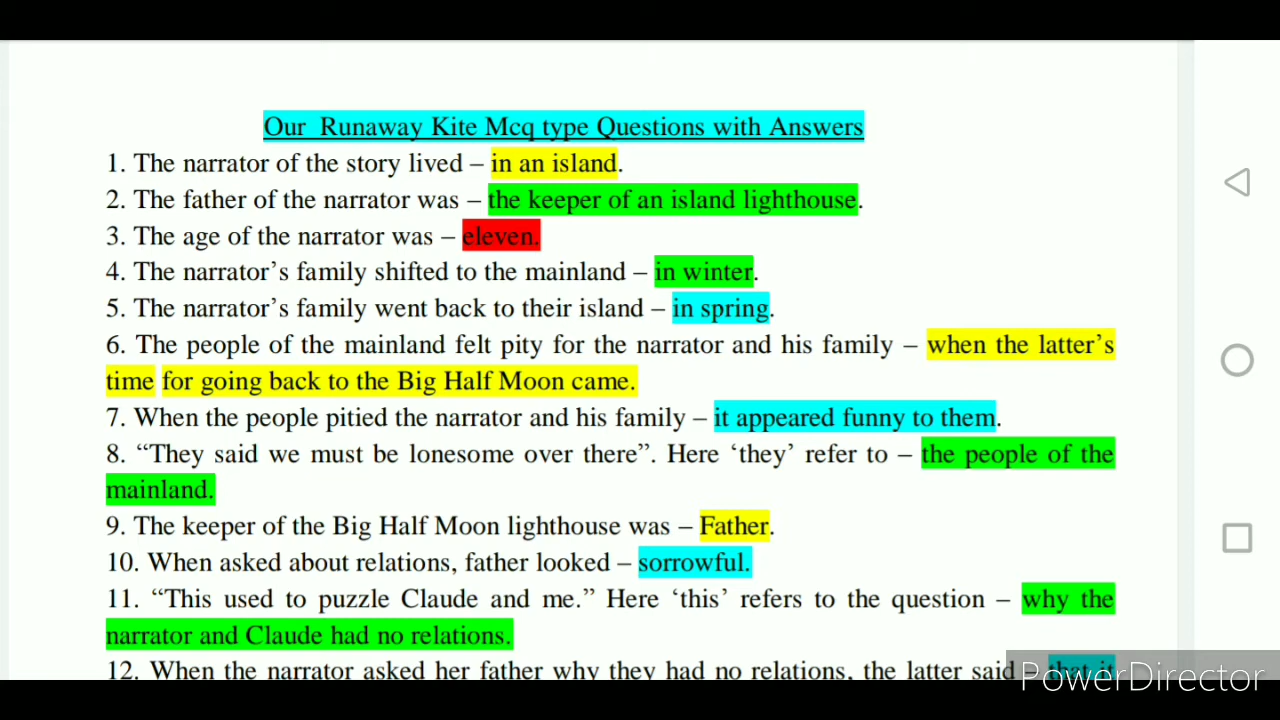 Our Runaway Kite Mcq type Questions with Answers
1. The narrator of the story lived – in an island.
2. The father of the narrator was – the keeper of an island lighthouse.
3. The age of the narrator was – eleven.
4. The narrator’s family shifted to the mainland – in winter.
5. The narrator’s family went back to their island – in spring.
6. The people of the mainland felt pity for the narrator and his family – when the latter’s
time for going back to the Big Half Moon came.
7. When the people pitied the narrator and his family – it appeared funny to them.
8. “They said we must be lonesome over there”. Here ‘they’ refer to – the people of the
mainland.
9. The keeper of the Big Half Moon lighthouse was – Father.
10. When asked about relations, father looked – sorrowful.
11. “This used to puzzle Claude and me.” Here ‘this’ refers to the question – why the
narrator and Claude had no relations.
12. When the narrator asked her father why they had no relations, the latter said – that it
PowerDirector